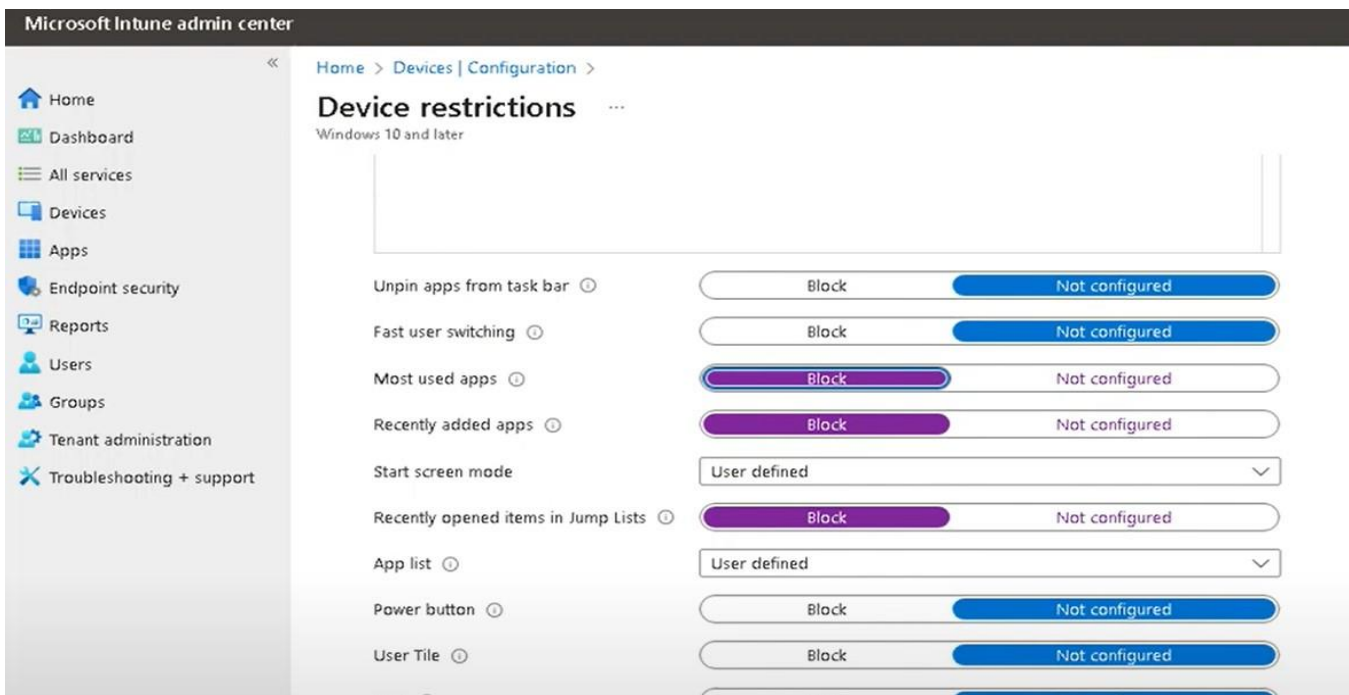 Microsoft Intune admin center
«
Home > Devices | Configuration >
Device restrictions ...
Windows 10 and later
Home
Dashboard
All services
Devices
Apps
Endpoint security
Reports
Users
Groups
Tenant administration
Troubleshooting + support
Unpin apps from task bar Block Not configured
Fast user switching Block Not configured
Most used apps Block Not configured
Recently added apps Block Not configured
Start screen mode User defined
Recently opened items in Jump Lists Block Not configured
App list User defined
Power button Block Not configured
User Tile Block Not configured